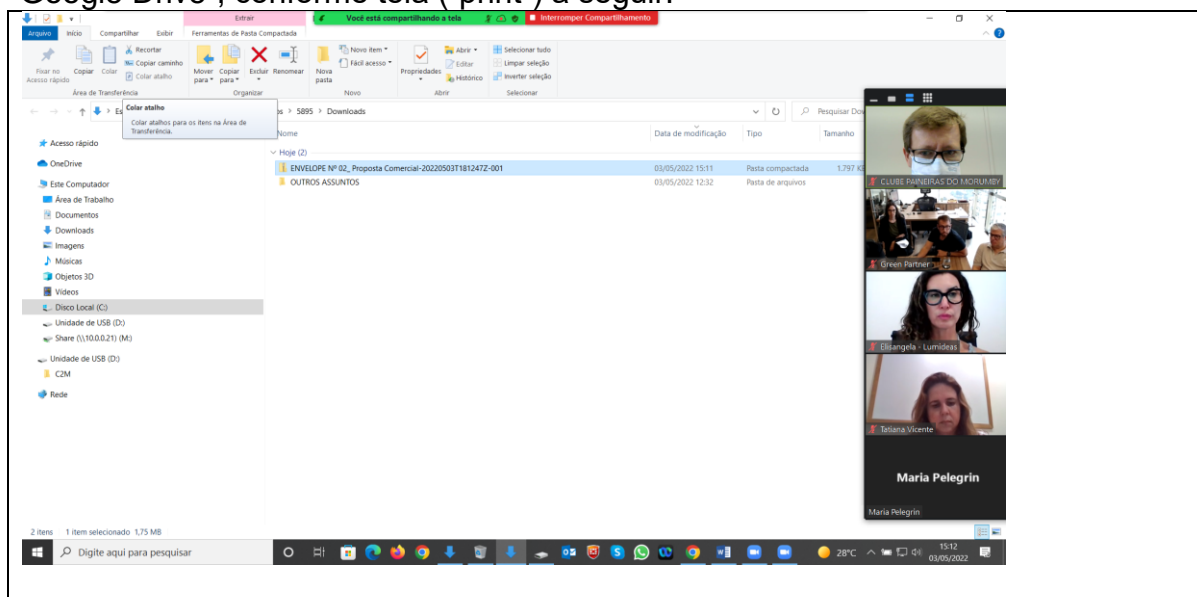 "Google Drive", conforme tela ("print") a seguir:
Extrair
Você está compartilhando a tela
Interromper Compartilhamento
Arquivo Início Compartilhar Exibir Ferramentas de Pasta Compactada
Fixar no Acesso rápido
Copiar
Colar
Recortar
Copiar caminho
Colar atalho
Mover para
Copiar para
Excluir
Renomear
Nova pasta
Novo item
Fácil acesso
Propriedades
Abrir
Editar
Histórico
Selecionar tudo
Limpar seleção
Inverter seleção
Área de Transferência Organizar Novo Abrir Selecionar
Colar atalho
Colar atalhos para os itens na Área de
Transferência.
> 5895 > Downloads
Pesquisar Dow
Nome Data de modificação Tipo Tamanho
Hoje (2)
ENVELOPE Nº 02_ Proposta Comercial-20220503T181247Z-001 03/05/2022 15:11 Pasta compactada 1.797
OUTROS ASSUNTOS 03/05/2022 12:32 Pasta de arquivos
Acesso rápido
OneDrive
Este Computador
Área de Trabalho
Documentos
Downloads
Imagens
Músicas
Objetos 3D
Vídeos
Disco Local (C:)
Unidade de USB (D:)
Share (\\10.0.0.21) (M:)
Unidade de USB (D:)
C2M
Rede
CLUBE PAINEIRAS DO MORUMBY
Green Partner
Elisangela - Lumideas
Tatiana Vicente
Maria Pelegrin
Maria Pelegrin
2 itens 1 item selecionado 1,75 MB
Digite aqui para pesquisar
28°C
15:12
03/05/2022